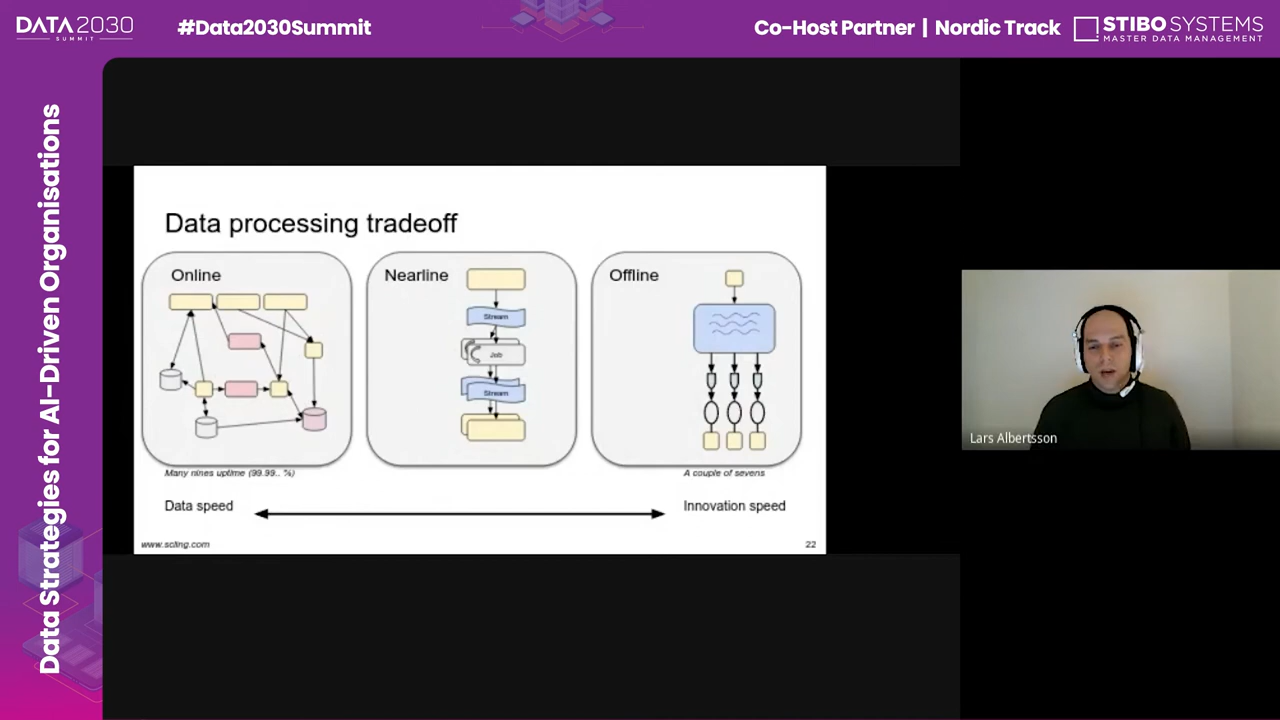 DATA2030
SUMMIT
#Data2030Summit
Co-Host Partner | Nordic Track
STIBO SYSTEMS
MASTER DATA MANAGEMENT
Data Strategies for AI-Driven Organisations
Data processing tradeoff
Online
Nearline
Offline
Stream
Job
Stream
Many nines uptime (99.99.. %)
A couple of sevens
Data speed
Innovation speed
www.scling.com
22
Lars Albertsson